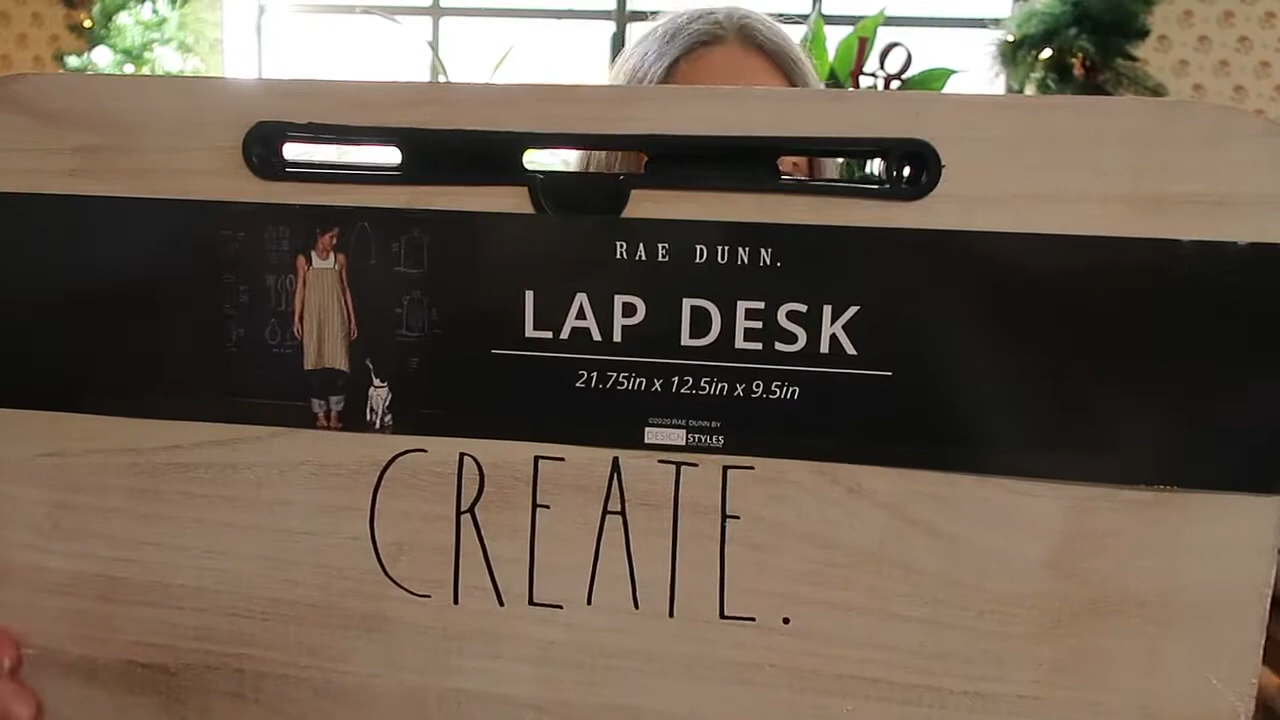 RAE DUNN.
LAP DESK
21.75in x 12.5in x 9.5in
©2020 RAE DUNN BY
DESIGN STYLES
CREATE.